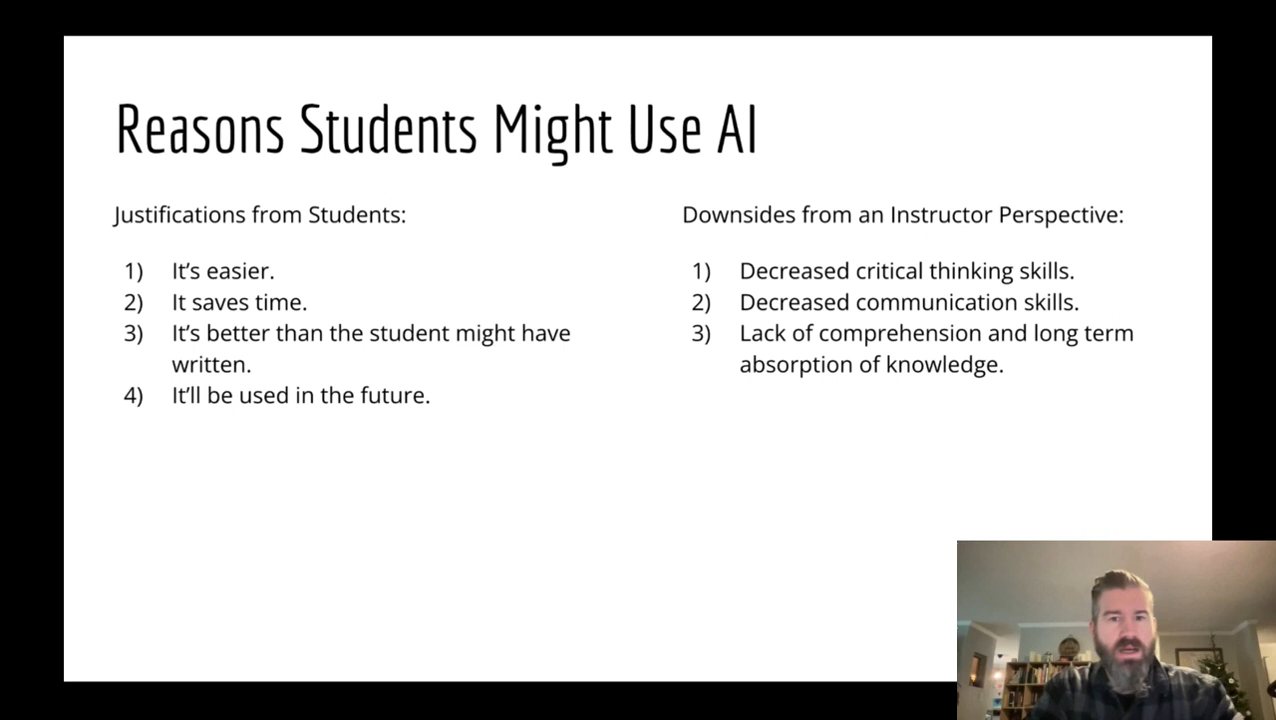 Reasons Students Might Use AI
Justifications from Students:
1) It’s easier.
2) It saves time.
3) It’s better than the student might have
written.
4) It’ll be used in the future.
Downsides from an Instructor Perspective:
1) Decreased critical thinking skills.
2) Decreased communication skills.
3) Lack of comprehension and long term
absorption of knowledge.